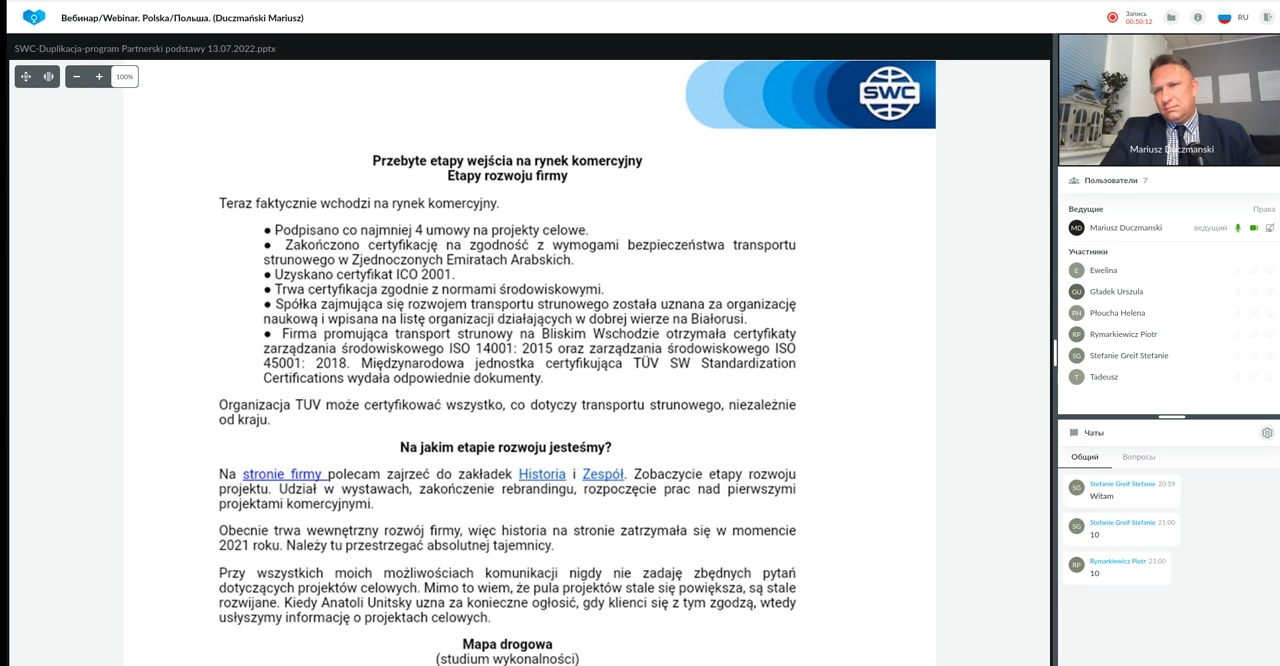 Вебинар/Webinar. Polska/Польша. (Duczmański Mariusz)
Запись
00:50:12
RU
SWC-Duplikacja-program Partnerski podstawy 13.07.2022.pptx
100%
SWC
Przebyte etapy wejścia na rynek komercyjny
Etapy rozwoju firmy
Teraz faktycznie wchodzi na rynek komercyjny.
● Podpisano co najmniej 4 umowy na projekty celowe.
● Zakończono certyfikację na zgodność z wymogami bezpieczeństwa transportu
strunowego w Zjednoczonych Emiratach Arabskich.
● Uzyskano certyfikat ICO 2001.
● Trwa certyfikacja zgodnie z normami środowiskowymi.
● Spółka zajmująca się rozwojem transportu strunowego została uznana za organizację
naukową i wpisana na listę organizacji działających w dobrej wierze na Białorusi.
● Firma promująca transport strunowy na Bliskim Wschodzie otrzymała certyfikaty
zarządzania środowiskowego ISO 14001: 2015 oraz zarządzania środowiskowego ISO
45001: 2018. Międzynarodowa jednostka certyfikująca TÜV SW Standardization
Certifications wydała odpowiednie dokumenty.
Organizacja TUV może certyfikować wszystko, co dotyczy transportu strunowego, niezależnie
od kraju.
Na jakim etapie rozwoju jesteśmy?
Na stronie firmy polecam zajrzeć do zakładek Historia i Zespół. Zobaczycie etapy rozwoju
projektu. Udział w wystawach, zakończenie rebrandingu, rozpoczęcie prac nad pierwszymi
projektami komercyjnymi.
Obecnie trwa wewnętrzny rozwój firmy, więc historia na stronie zatrzymała się w momencie
2021 roku. Należy tu przestrzegać absolutnej tajemnicy.
Przy wszystkich moich możliwościach komunikacji nigdy nie zadaję zbędnych pytań
dotyczących projektów celowych. Mimo to wiem, że pula projektów stale się powiększa, są stale
rozwijane. Kiedy Anatoli Unitsky uzna za konieczne ogłosić, gdy klienci się z tym zgodzą, wtedy
usłyszymy informację o projektach celowych.
Mapa drogowa
(studium wykonalności)
Mariusz Duczmanski
Пользователи 7
Ведущие Права
MD Mariusz Duczmanski ведущий
Участники
E Ewelina
GU Gładek Urszula
PH Płoucha Helena
RP Rymarkiewicz Piotr
SG Stefanie Greif Stefanie
T Tadeusz
Чаты
Общий Вопросы
SG Stefanie Greif Stefanie 20:59
Witam
SG Stefanie Greif Stefanie 21:00
10
RP Rymarkiewicz Piotr 21:00
10